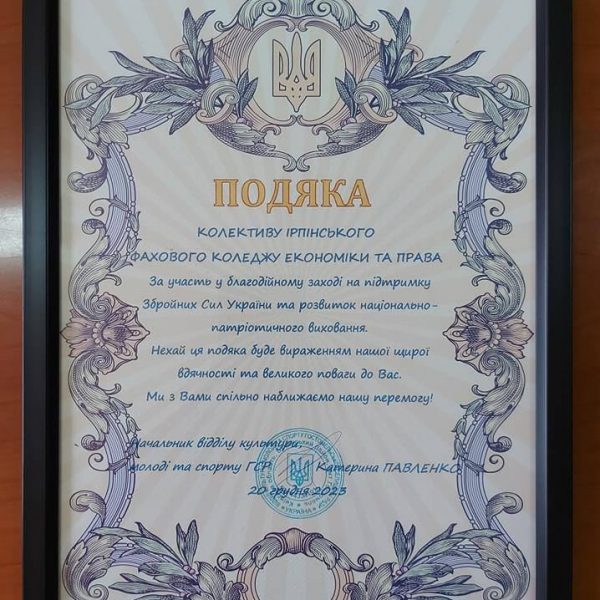 ПОДЯКА
КОЛЕКТИВУ ІРПІНСЬКОГО
ФАХОВОГО КОЛЕДЖУ ЕКОНОМІКИ ТА ПРАВА
За участь у благодійному заході на підтримку
Збройних Сил України та розвиток національно-
патріотичного виховання.
Нехай ця подяка буде вираженням нашої щирої
вдячності та великого поваги до Вас.
Ми з Вами спільно наближаємо нашу перемогу!
Начальник відділу культури,
молоді та спорту ГСР Катерина ПАВЛЕНКО
20 грудня 2023
УКРАЇНА